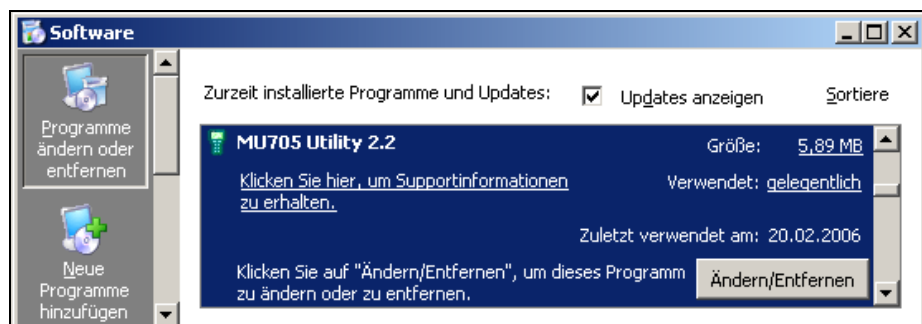 Software
Programme
ändern oder
entfernen
Neue
Programme
hinzufügen
Zurzeit installierte Programme und Updates:
Updates anzeigen
Sortiere
MU705 Utility 2.2
Größe: 5,89 MB
Klicken Sie hier, um Supportinformationen
zu erhalten.
Verwendet: gelegentlich
Zuletzt verwendet am: 20.02.2006
Klicken Sie auf "Ändern/Entfernen", um dieses Programm
zu ändern oder zu entfernen.
Ändern/Entfernen